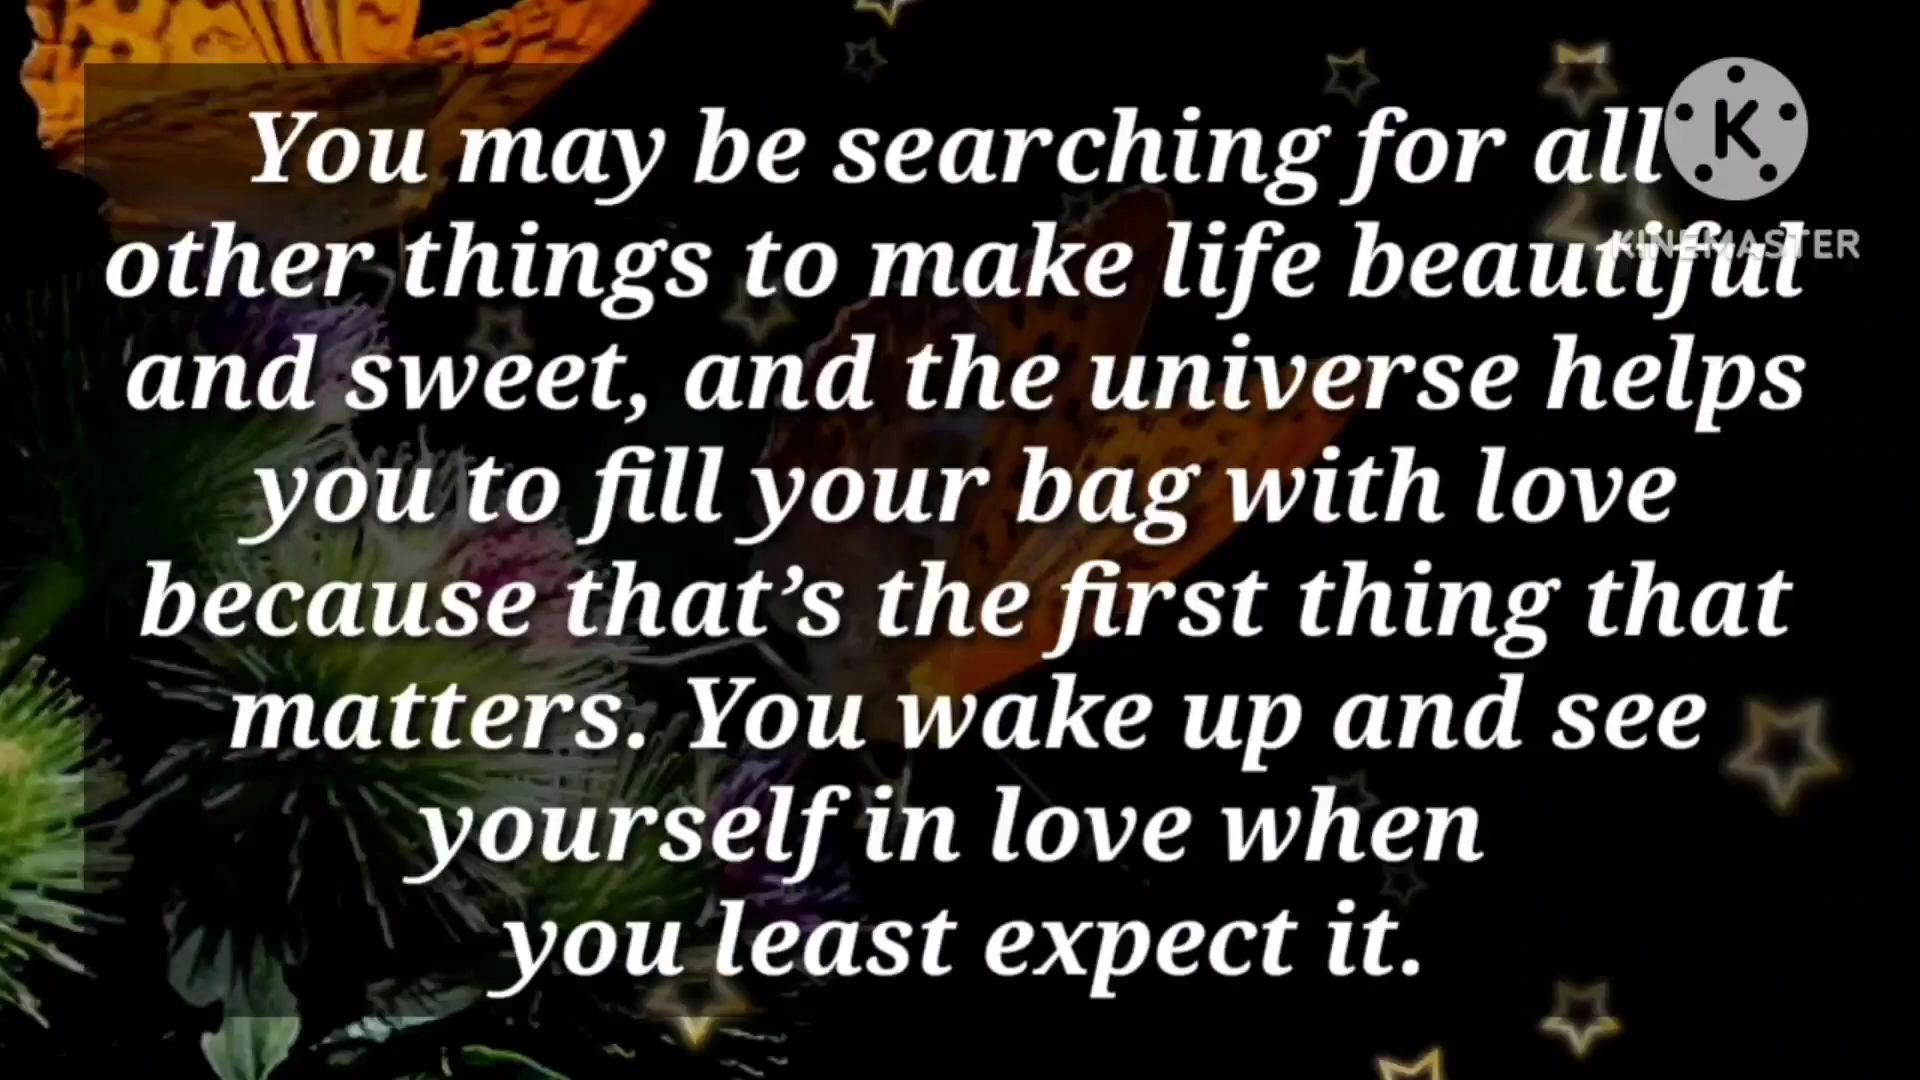 You may be searching for all
other things to make life beautiful
and sweet, and the universe helps
you to fill your bag with love
because that’s the first thing that
matters. You wake up and see
yourself in love when
you least expect it.
K
KINEMASTER